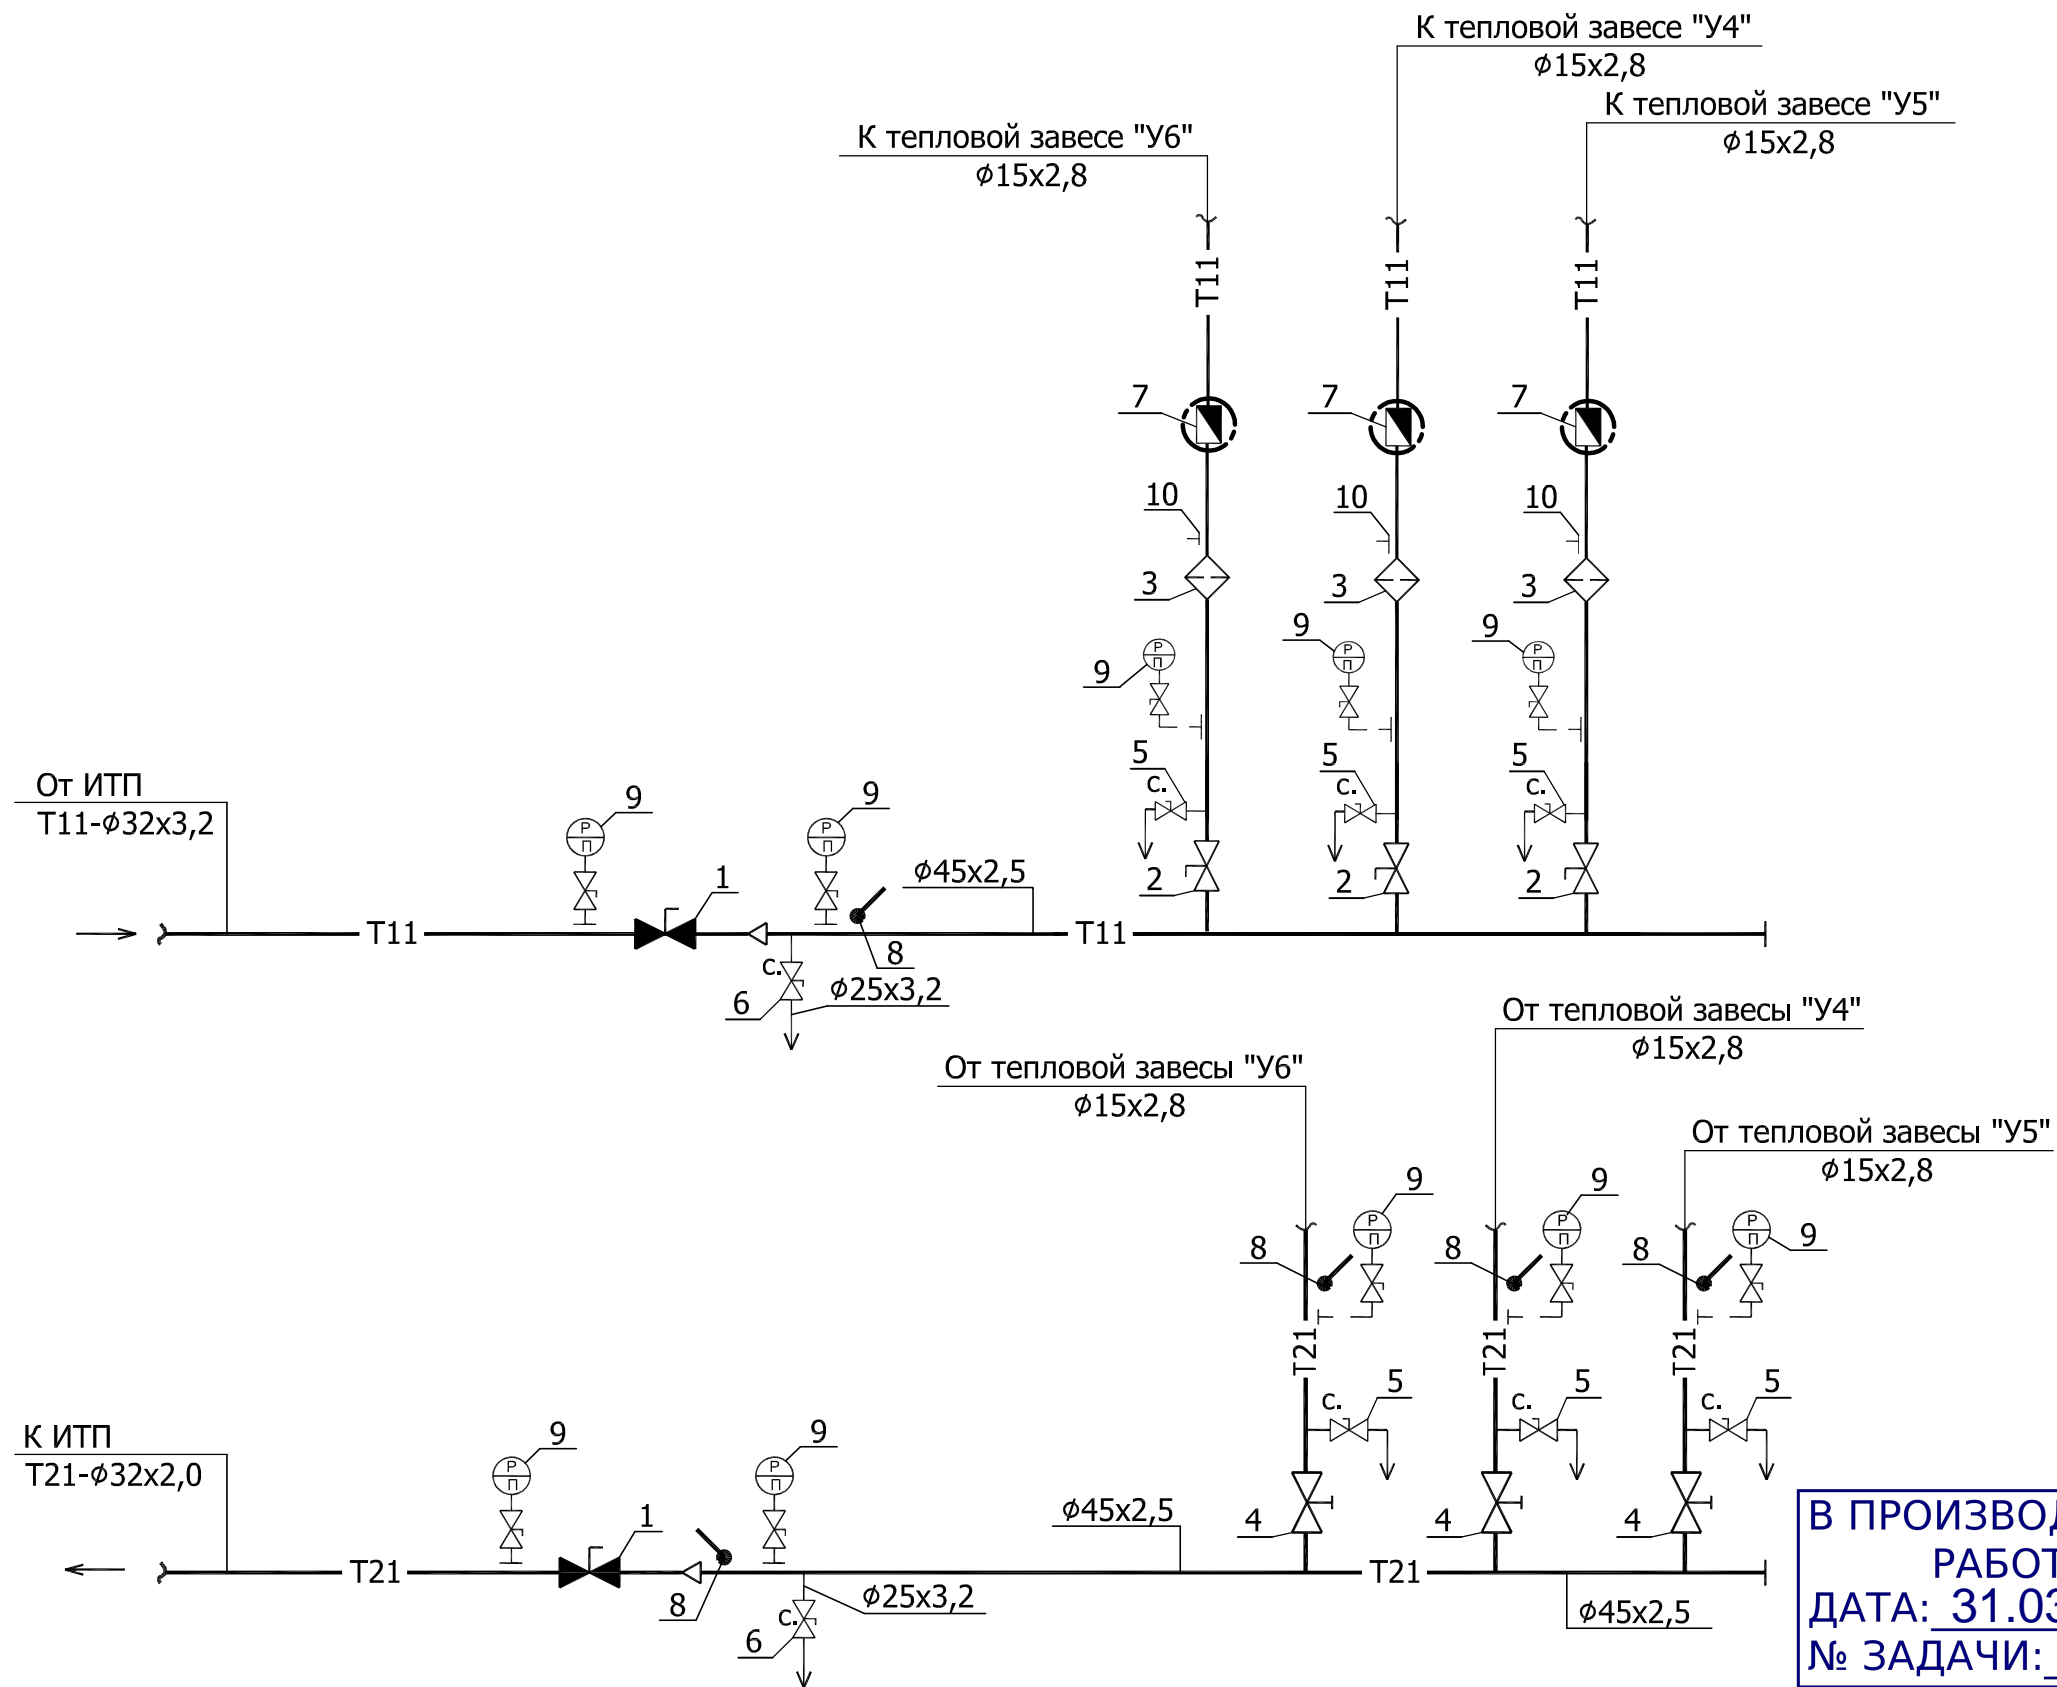 К тепловой завесе "У4"
ϕ15х2,8
К тепловой завесе "У5"
ϕ15х2,8
К тепловой завесе "У6"
ϕ15х2,8
Т11
Т11
Т11
7
7
7
10
10
10
3
3
3
9
Р
П
9
Р
П
9
Р
П
5
с.
5
с.
5
с.
2
2
2
От ИТП
Т11-ϕ32х3,2
9
Р
П
9
Р
П
1
8
ϕ45х2,5
Т11
Т11
с.
6
ϕ25х3,2
От тепловой завесы "У4"
ϕ15х2,8
От тепловой завесы "У6"
ϕ15х2,8
От тепловой завесы "У5"
ϕ15х2,8
9
Р
П
9
Р
П
9
Р
П
8
8
8
Т21
Т21
Т21
5
с.
5
с.
5
с.
4
4
4
К ИТП
Т21-ϕ32х2,0
9
Р
П
9
Р
П
1
8
ϕ45х2,5
Т21
Т21
с.
6
ϕ25х3,2
ϕ45х2,5
В
РАБОТ
ДАТА:
№ ЗАДАЧИ: